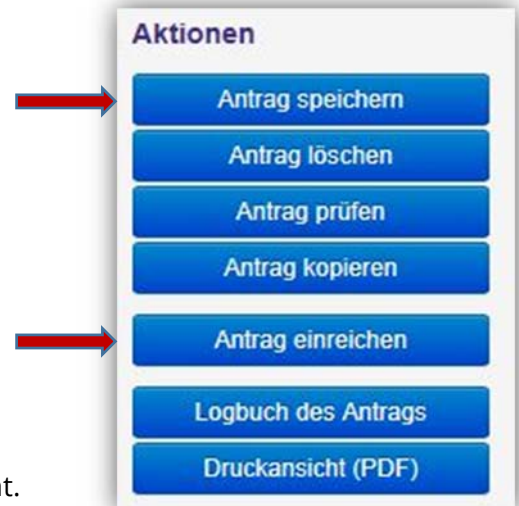 Aktionen
Antrag speichern
Antrag löschen
Antrag prüfen
Antrag kopieren
Antrag einreichen
Logbuch des Antrags
Druckansicht (PDF)